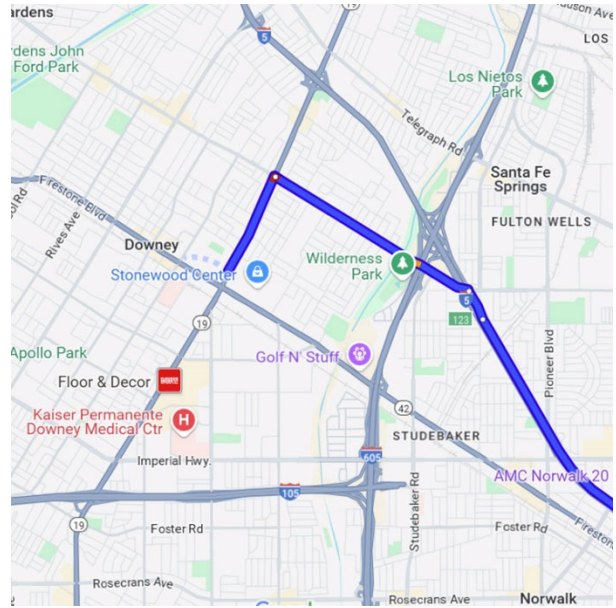 ardens
19
5
LOS
dens John
Ford Park
Los Nietos
Park
Telegraph Rd
Santa Fe
Springs
Firestone Blvd
Rives Ave
FULTON WELLS
Downey
Wilderness
Park
Stonewood Center
5
123
19
Golf N' Stuff
Pioneer Blvd
Apollo Park
Floor & Decor
42
Kaiser Permanente
Downey Medical Ctr
H
STUDEBAKER
Imperial Hwy.
605
AMC Norwalk 20
105
Studebaker Rd
19
Foster Rd
Foster Rd
Rosecrans Ave
Rosecrans Ave
Norwalk